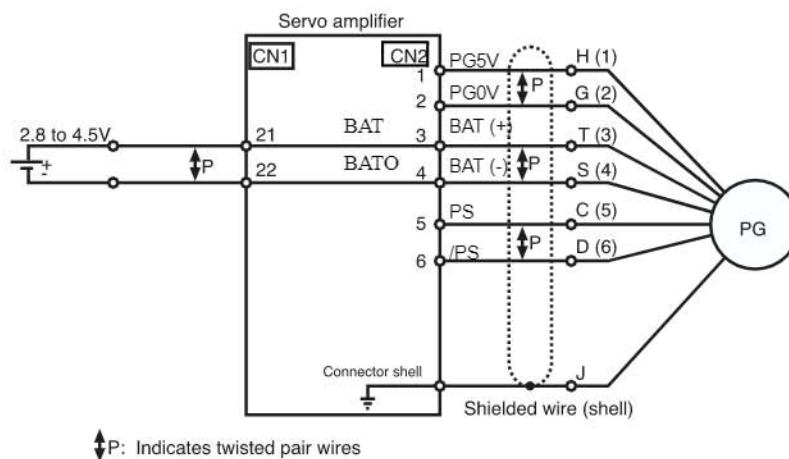 Servo amplifier
CN1
CN2
1
PG5V
H (1)
P
2
PG0V
G (2)
2.8 to 4.5V
21
BAT
3
BAT (+)
T (3)
+
-
P
P
22
BATO
4
BAT (-)
S (4)
5
PS
C (5)
P
PG
6
/PS
D (6)
Connector shell
J
Shielded wire (shell)
P: Indicates twisted pair wires